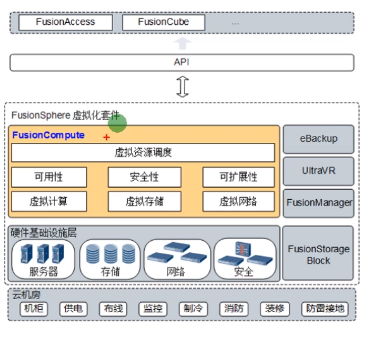 FusionAccess FusionCube ...
API
FusionSphere 虚拟化套件
FusionCompute
虚拟资源调度
可用性 安全性 可扩展性
虚拟计算 虚拟存储 虚拟网络
eBackup
UltraVR
FusionManager
硬件基础设施层
服务器 存储 网络 安全
FusionStorage
Block
云机房
机柜 供电 布线 监控 制冷 消防 装修 防雷接地